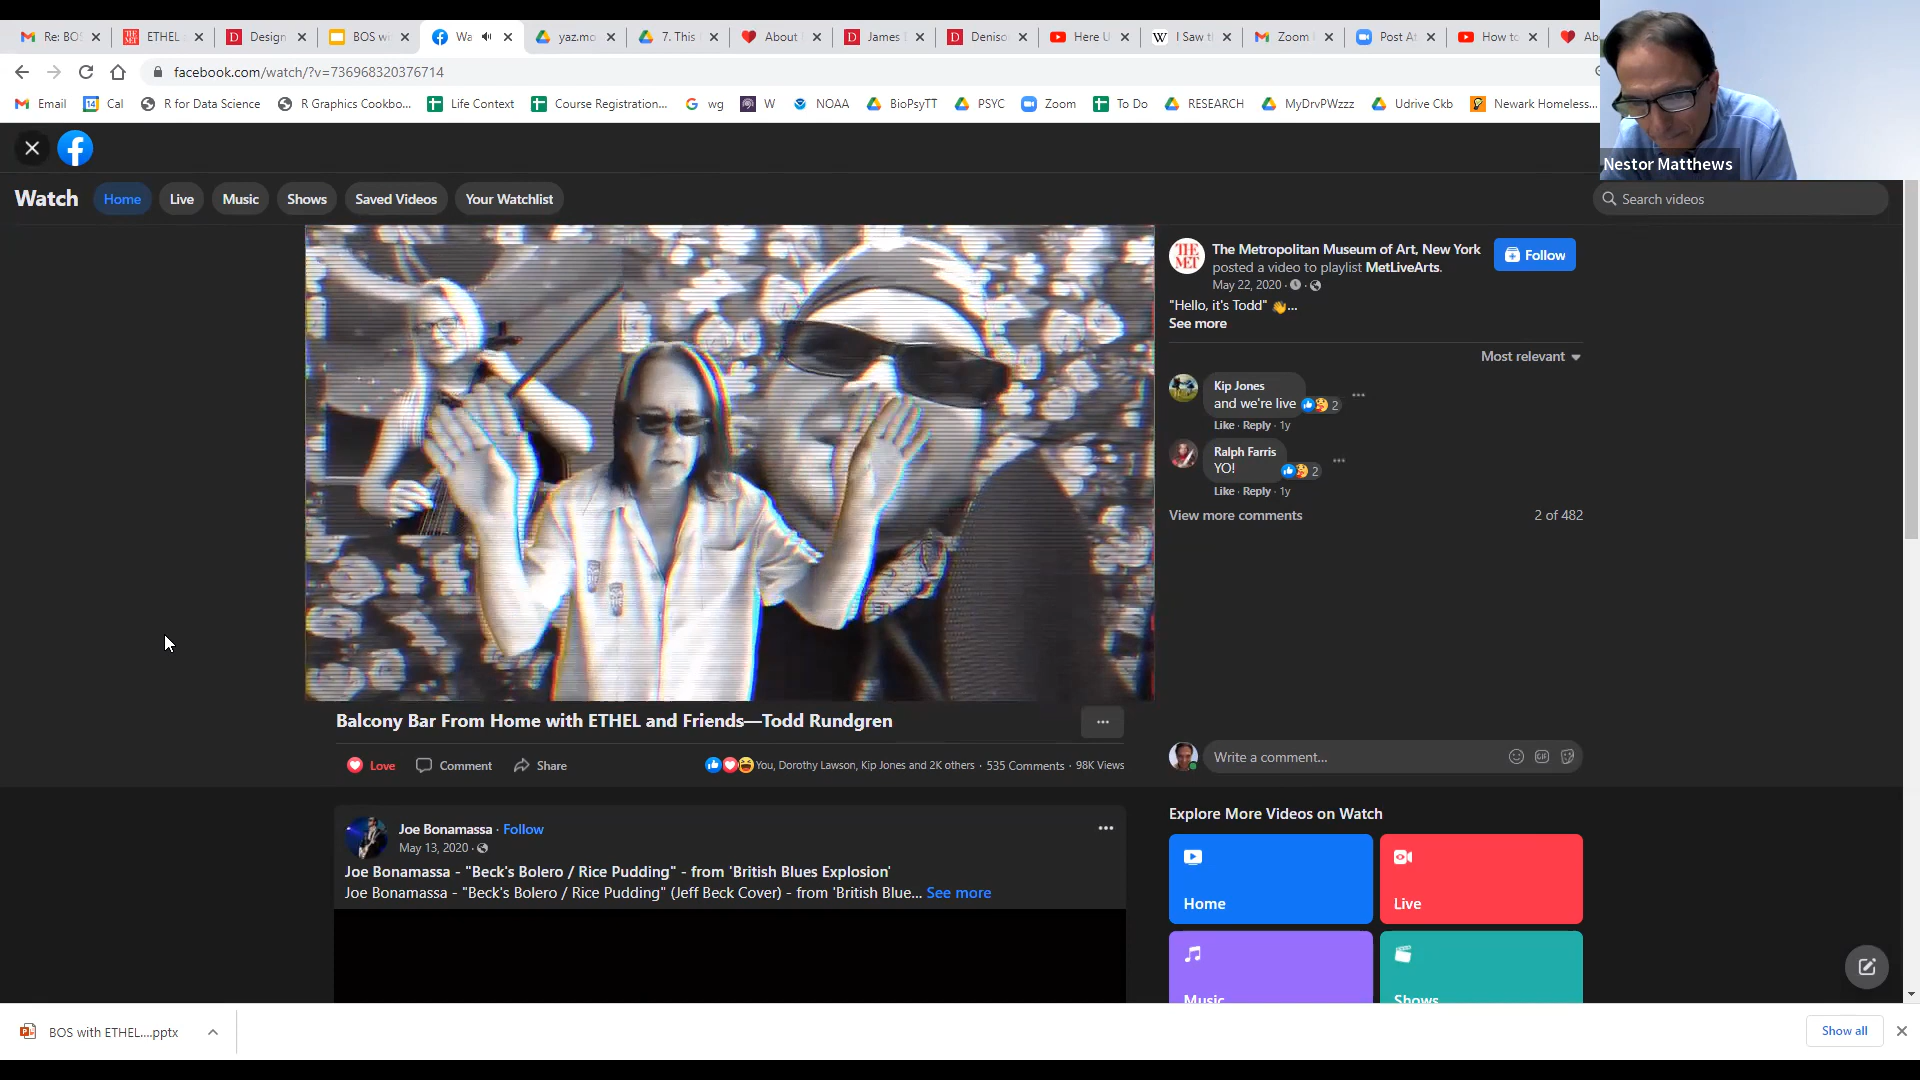 Re: BOS
ETHEL
Design
BOS wi
Wa
yaz.mo
7. This
About
James
Deniso
Here U
I Saw t
Zoom
Post At
How to
Ab
facebook.com/watch/?v=736968320376714
Email
Cal
R for Data Science
R Graphics Cookbo...
Life Context
Course Registration...
wg
W
NOAA
BioPsyTT
PSYC
Zoom
To Do
RESEARCH
MyDrvPWzzz
Udrive Ckb
Newark Homeless...
Nestor Matthews
Watch
Home
Live
Music
Shows
Saved Videos
Your Watchlist
Search videos
THE MET
The Metropolitan Museum of Art, New York
posted a video to playlist MetLiveArts.
May 22, 2020 ·
Follow
"Hello, it's Todd" 👋...
See more
Most relevant
Kip Jones
and we're live
2
Like · Reply · 1y
Ralph Farris
YO!
2
Like · Reply · 1y
View more comments
2 of 482
Balcony Bar From Home with ETHEL and Friends—Todd Rundgren
Love
Comment
Share
You, Dorothy Lawson, Kip Jones and 2K others · 535 Comments · 98K Views
Write a comment...
GIF
Joe Bonamassa · Follow
May 13, 2020 ·
Joe Bonamassa - "Beck's Bolero / Rice Pudding" - from 'British Blues Explosion'
Joe Bonamassa - "Beck's Bolero / Rice Pudding" (Jeff Beck Cover) - from 'British Blue... See more
Explore More Videos on Watch
Home
Live
Music
Shows
BOS with ETHEL....pptx
Show all